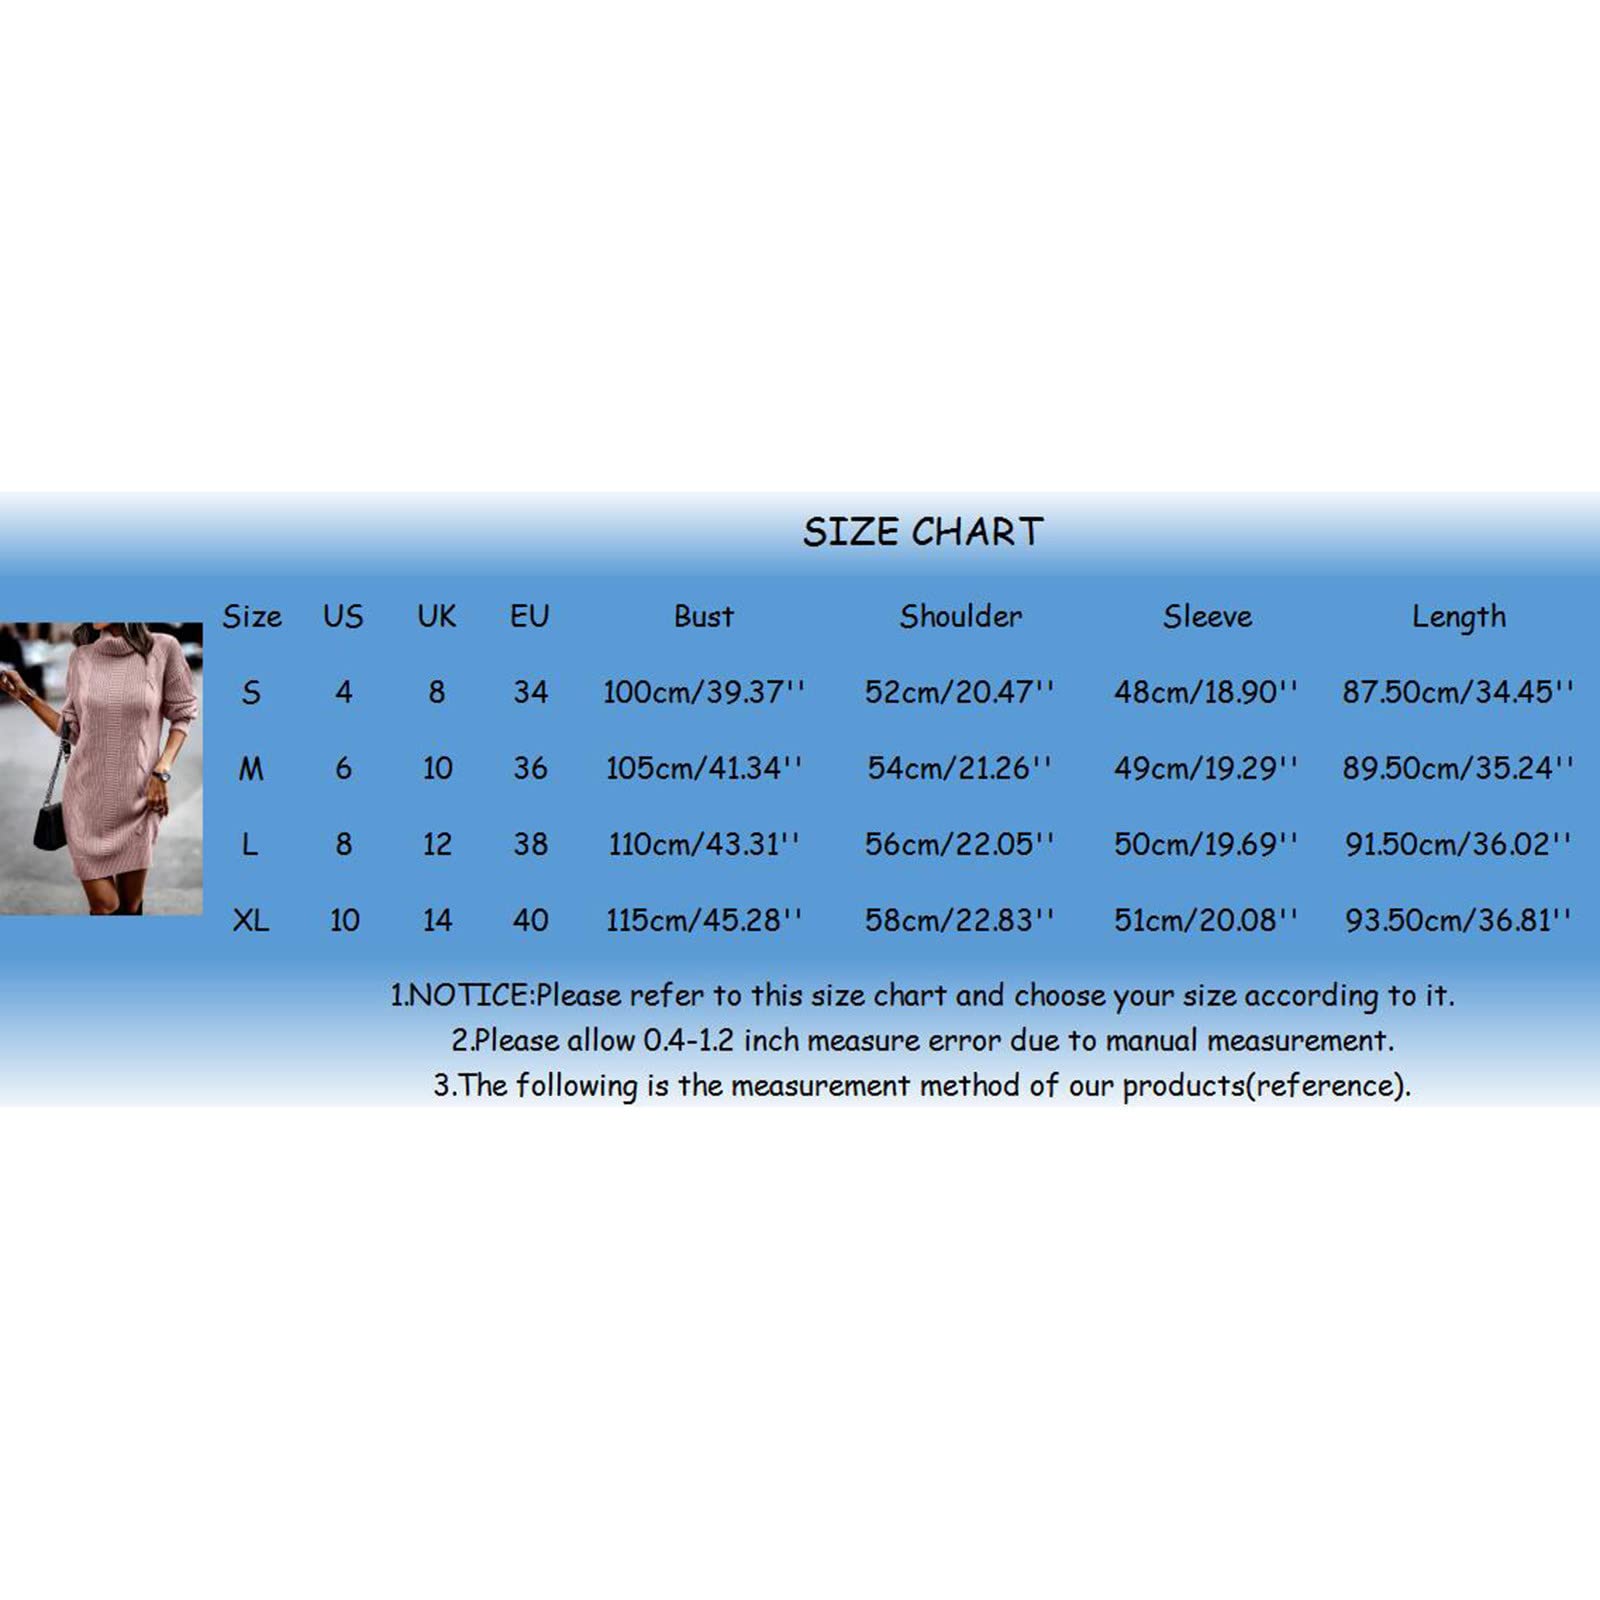 SIZE CHART
Size US UK EU Bust Shoulder Sleeve Length
S 4 8 34 100cm/39.37'' 52cm/20.47'' 48cm/18.90'' 87.50cm/34.45''
M 6 10 36 105cm/41.34'' 54cm/21.26'' 49cm/19.29'' 89.50cm/35.24''
L 8 12 38 110cm/43.31'' 56cm/22.05'' 50cm/19.69'' 91.50cm/36.02''
XL 10 14 40 115cm/45.28'' 58cm/22.83'' 51cm/20.08'' 93.50cm/36.81''
1.NOTICE:Please refer to this size chart and choose your size according to it.
2.Please allow 0.4-1.2 inch measure error due to manual measurement.
3.The following is the measurement method of our products(reference).